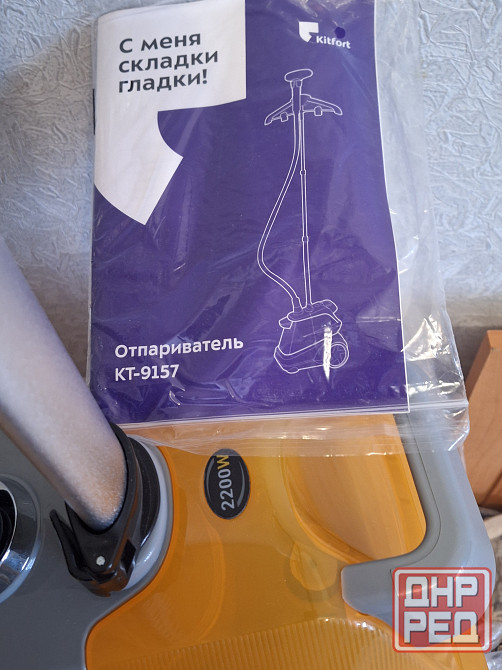 С меня
складки
гладки!
Kitfort
Отпариватель
КТ-9157
2200W
ДНР
РЕД